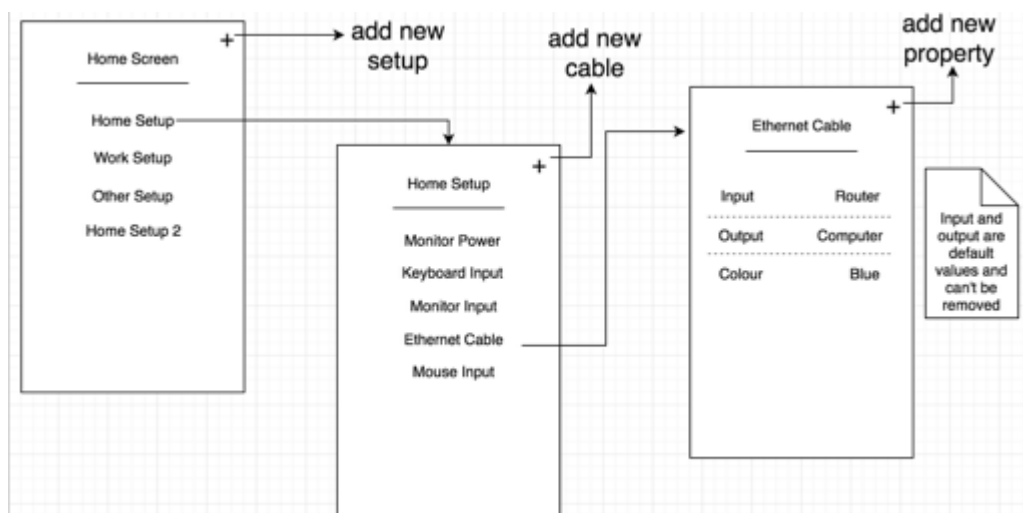 Home Screen
+
add new
setup
Home Setup
Work Setup
Other Setup
Home Setup 2
add new
cable
+
Home Setup
Monitor Power
Keyboard Input
Monitor Input
Ethernet Cable
Mouse Input
add new
property
+
Ethernet Cable
Input Router
Output Computer
Colour Blue
Input and
output are
default
values and
can't be
removed